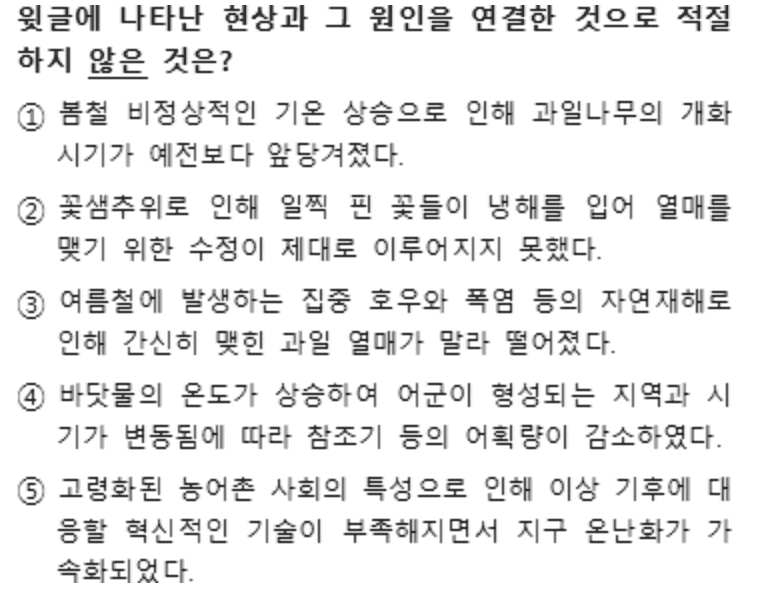 윗글에 나타난 현상과 그 원인을 연결한 것으로 적절
하지 않은 것은?
① 봄철 비정상적인 기온 상승으로 인해 과일나무의 개화
시기가 예전보다 앞당겨졌다.
② 꽃샘추위로 인해 일찍 핀 꽃들이 냉해를 입어 열매를
맺기 위한 수정이 제대로 이루어지지 못했다.
③ 여름철에 발생하는 집중 호우와 폭염 등의 자연재해로
인해 간신히 맺힌 과일 열매가 말라 떨어졌다.
④ 바닷물의 온도가 상승하여 어군이 형성되는 지역과 시
기가 변동됨에 따라 참조기 등의 어획량이 감소하였다.
⑤ 고령화된 농어촌 사회의 특성으로 인해 이상 기후에 대
응할 혁신적인 기술이 부족해지면서 지구 온난화가 가
속화되었다.